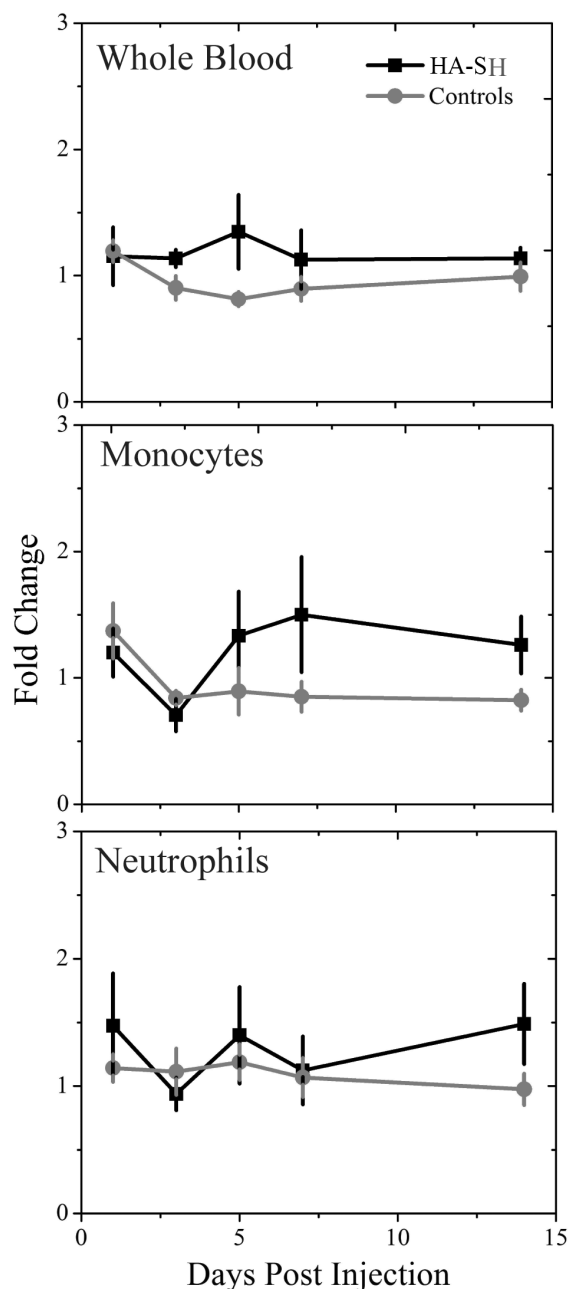 3
Whole Blood
HA-SH
Controls
2
1
0
3
Monocytes
2
1
0
Fold Change
3
Neutrophils
2
1
0
0 5 10 15
Days Post Injection